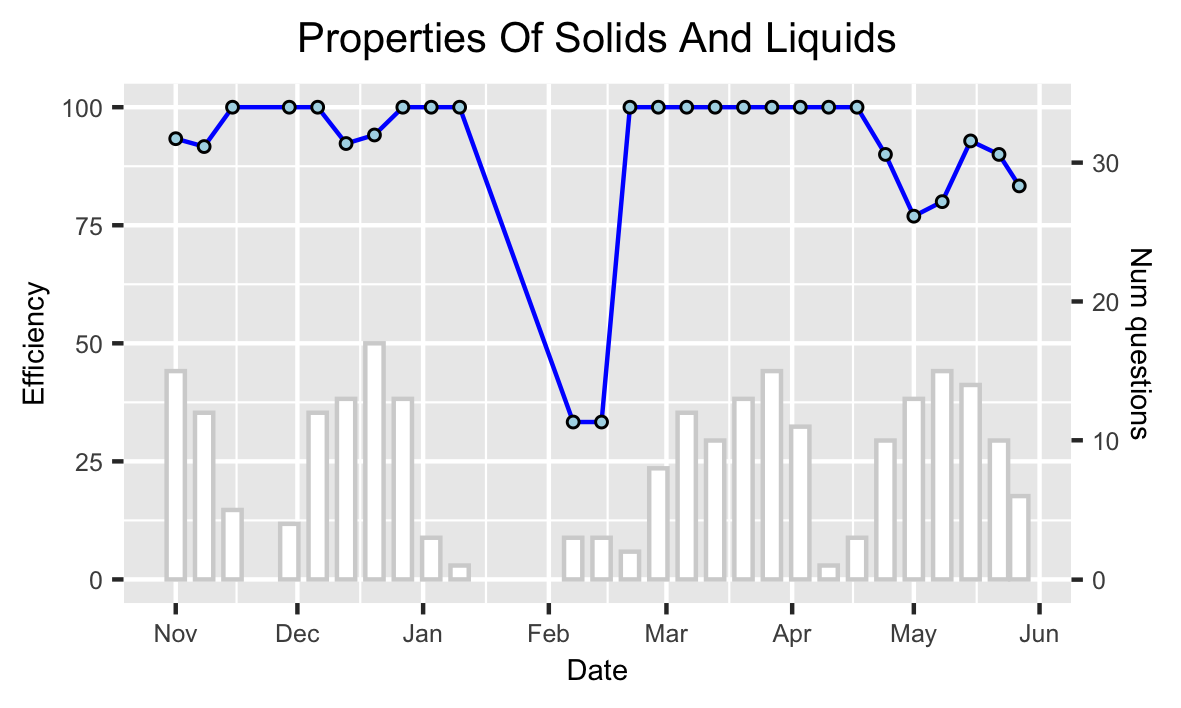 Properties Of Solids And Liquids
100
75
50
25
0
Efficiency
30
20
10
0
Num questions
Nov Dec Jan Feb Mar Apr May Jun
Date